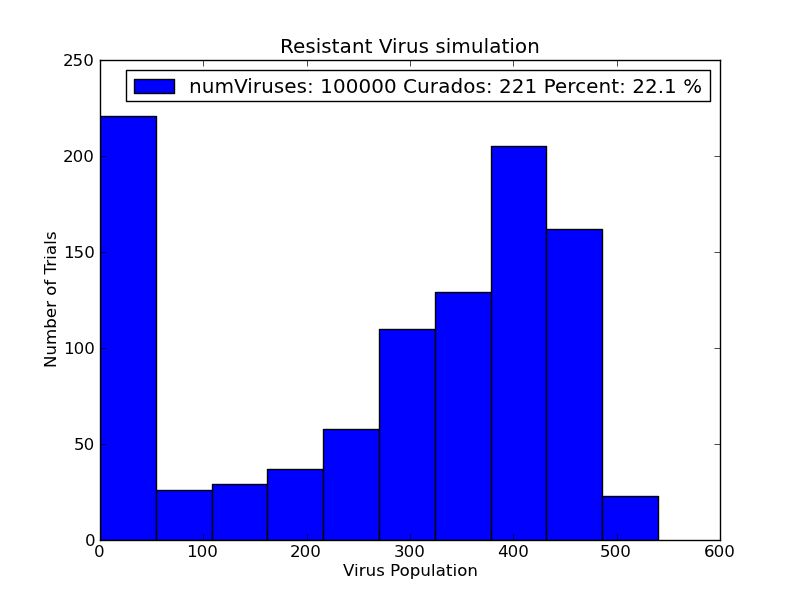 Resistant Virus simulation
250
numViruses: 100000 Curados: 221 Percent: 22.1 %
200
150
100
50
0
Number of Trials
0 100 200 300 400 500 600
Virus Population